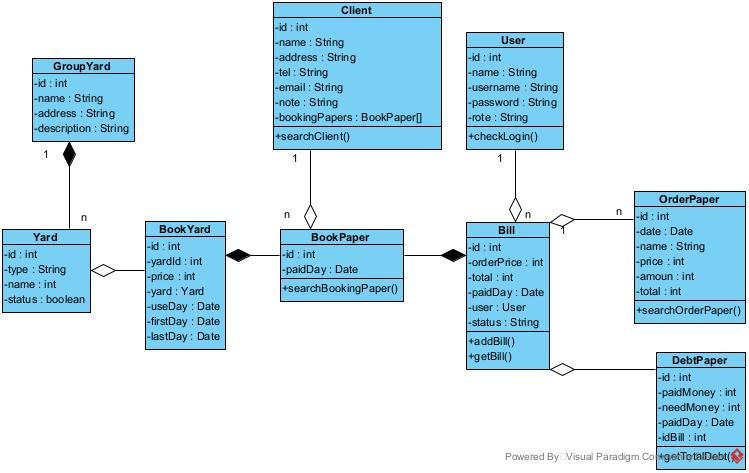 Client
-id : int
-name : String
-address : String
-tel : String
-email : String
-note : String
-bookingPapers : BookPaper[]
+searchClient()
User
-id : int
-name : String
-username : String
-password : String
-rote : String
+checkLogin()
GroupYard
-id : int
-name : String
-address : String
-description : String
1
n
1
n
1
n
Yard
-id : int
-type : String
-name : int
-status : boolean
BookYard
-id : int
-yardId : int
-price : int
-yard : Yard
-useDay : Date
-firstDay : Date
-lastDay : Date
BookPaper
-id : int
-paidDay : Date
+searchBookingPaper()
Bill
-id : int
-orderPrice : int
-total : int
-paidDay : Date
-user : User
-status : String
+addBill()
+getBill()
1
n
OrderPaper
-id : int
-date : Date
-name : String
-price : int
-amoun : int
-total : int
+searchOrderPaper()
DebtPaper
-id : int
-paidMoney : int
-needMoney : int
-paidDay : Date
-idBill : int
+getTotalDebt()
Powered By Visual Paradigm